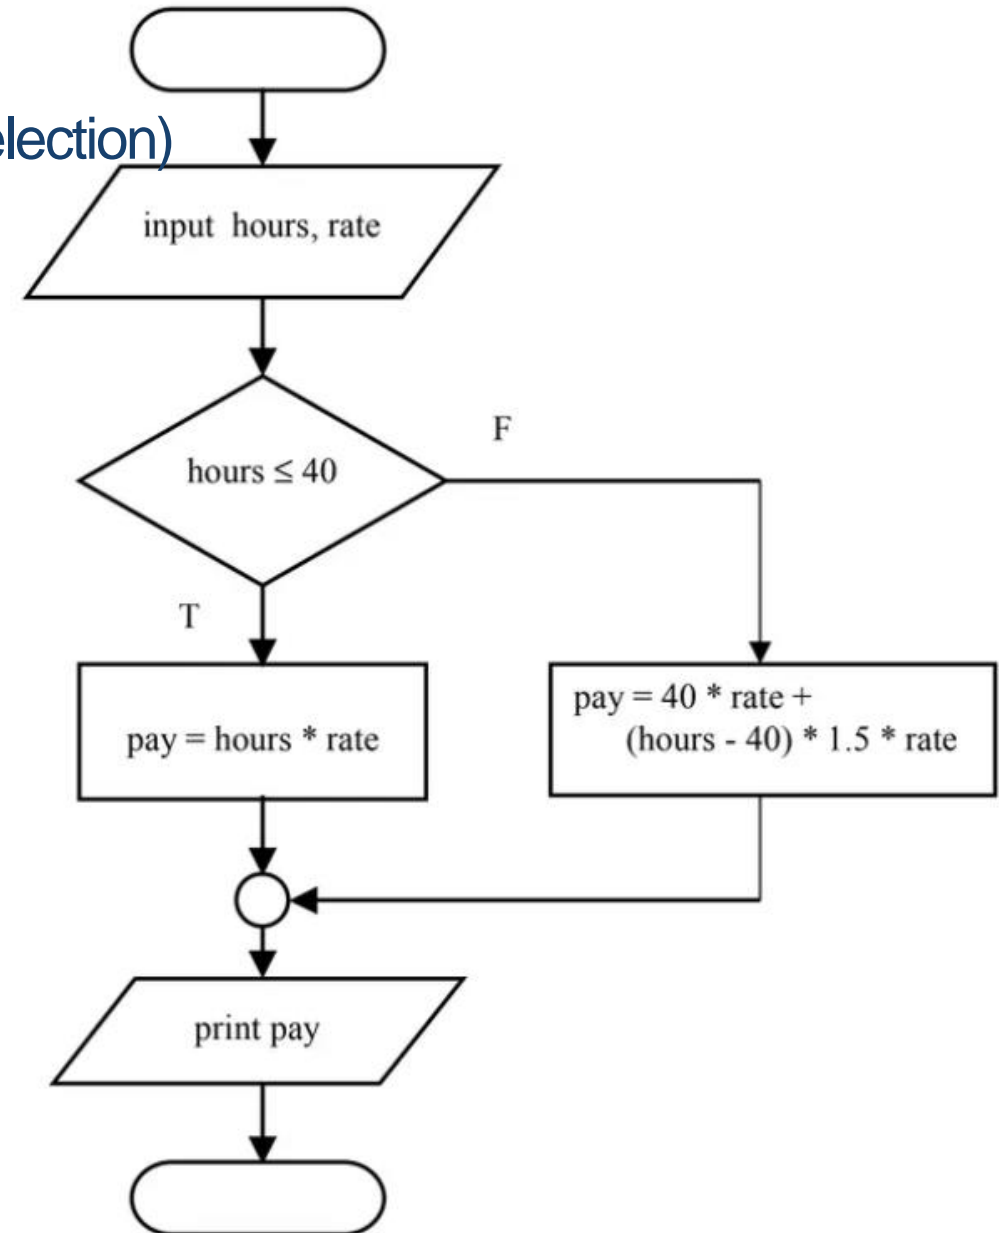 election)
input hours, rate
hours ≤ 40
F
T
pay = hours * rate
pay = 40 * rate +
(hours - 40) * 1.5 * rate
print pay